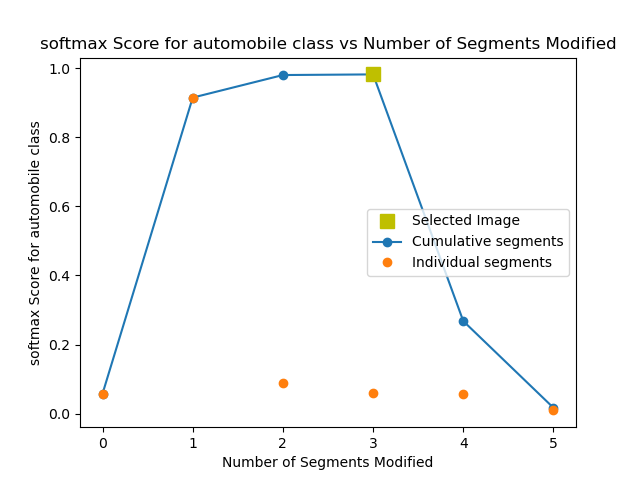 softmax Score for automobile class vs Number of Segments Modified
softmax Score for automobile class
1.0
0.8
0.6
0.4
0.2
0.0
Selected Image
Cumulative segments
Individual segments
0 1 2 3 4 5
Number of Segments Modified